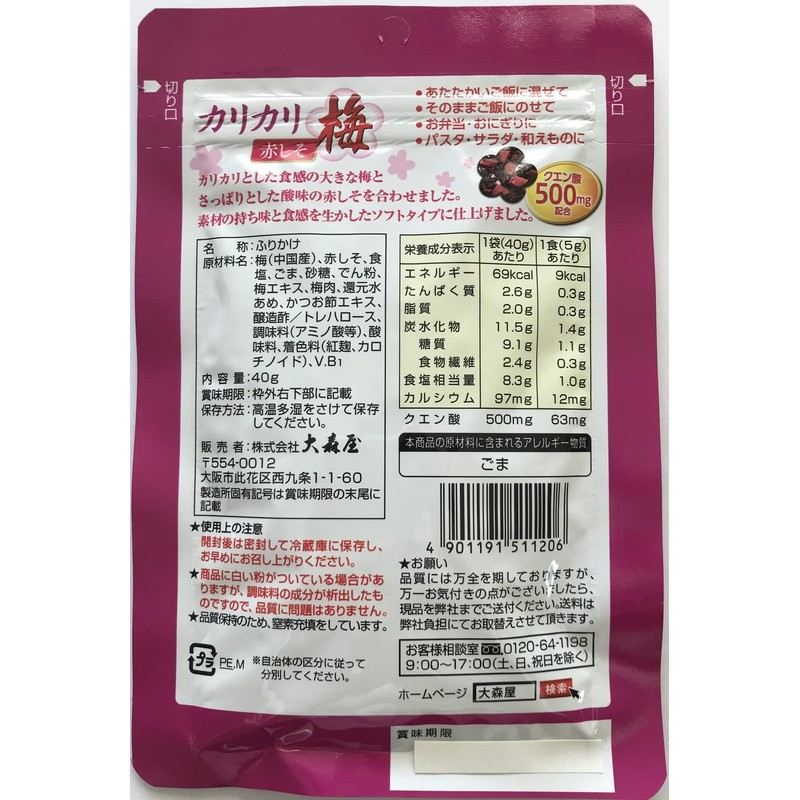 切り口
切り口
カリカリ梅
赤しそ
・あたたかいご飯に混ぜて
・そのままご飯にのせて
・お弁当・おにぎりに
・パスタ・サラダ・和えものに
カリカリとした食感の大きな梅と
さっぱりとした酸味の赤しそを合わせました。
素材の持ち味と食感を生かしたソフトタイプに仕上げました。
クエン酸
500mg
配合
名 称:ふりかけ
原材料名:梅(中国産)、赤しそ、食
塩、ごま、砂糖、でん粉、
梅エキス、梅肉、還元水
あめ、かつお節エキス、
醸造酢／トレハロース、
調味料(アミノ酸等)、酸
味料、着色料(紅麹、カロ
チノイド)、V.B1
内容量:40g
賞味期限:枠外右下部に記載
保存方法:高温多湿をさけて保存
してください。
販売者:株式会社大森屋
〒554-0012
大阪市此花区西九条1-1-60
製造所固有記号は賞味期限の末尾に
記載
栄養成分表示 1袋(40g)あたり 1食(5g)あたり
エネルギー 69kcal 9kcal
たんぱく質 2.6g 0.3g
脂質 2.0g 0.3g
炭水化物 11.5g 1.4g
糖質 9.1g 1.1g
食物繊維 2.4g 0.3g
食塩相当量 8.3g 1.0g
カルシウム 97mg 12mg
クエン酸 500mg 63mg
本商品の原材料に含まれるアレルギー物質
ごま
4 901191 511206
★使用上の注意
開封後は密封して冷蔵庫に保存し、
お早めにお召し上がりください。
★商品に白い粉がついている場合があ
りますが、調味料の成分が析出したも
のですので、品質に問題はありません。
★品質保持のため、窒素充填をしています。
★お願い
品質には万全を期しておりますが、
万一お気付きの点がございましたら、
現品を弊社までご送付ください。送料は
弊社負担にてお取替えさせて頂きます。
お客様相談室 0120-64-1198
9:00〜17:00(土、日、祝日を除く)
プラ PE,M ※自治体の区分に従って
分別してください。
ホームページ 大森屋 検索
賞味期限